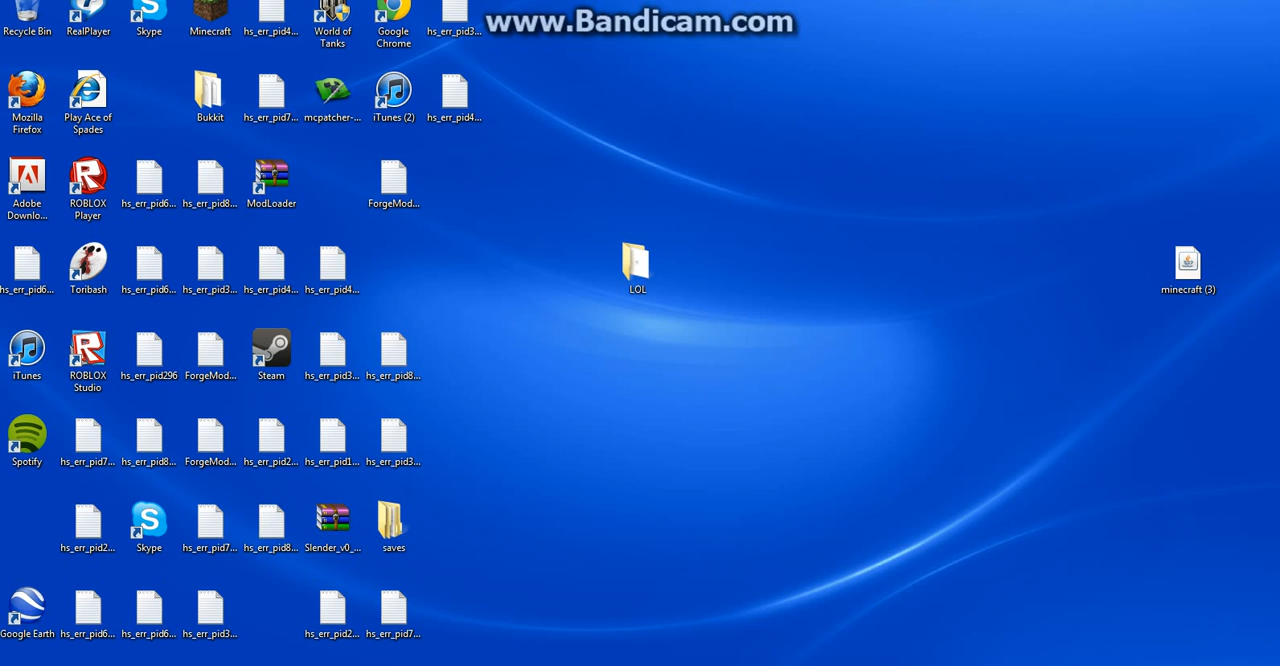 www.Bandicam.com
Recycle Bin
RealPlayer
Skype
Minecraft
hs_err_pid4...
World of
Tanks
Google
Chrome
hs_err_pid3...
Mozilla
Firefox
Play Ace of
Spades
Bukkit
hs_err_pid7...
mcpatcher-...
iTunes (2)
hs_err_pid4...
Adobe
Downlo...
ROBLOX
Player
hs_err_pid6...
hs_err_pid8...
ModLoader
ForgeMod...
hs_err_pid6...
Toribash
hs_err_pid6...
hs_err_pid3...
hs_err_pid4...
hs_err_pid4...
LOL
minecraft (3)
iTunes
ROBLOX
Studio
hs_err_pid296
ForgeMod...
Steam
hs_err_pid3...
hs_err_pid8...
Spotify
hs_err_pid7...
hs_err_pid8...
ForgeMod...
hs_err_pid2...
hs_err_pid1...
hs_err_pid3...
hs_err_pid2...
Skype
hs_err_pid7...
hs_err_pid8...
Slender_v0_...
saves
Google Earth
hs_err_pid6...
hs_err_pid6...
hs_err_pid3...
hs_err_pid2...
hs_err_pid7...